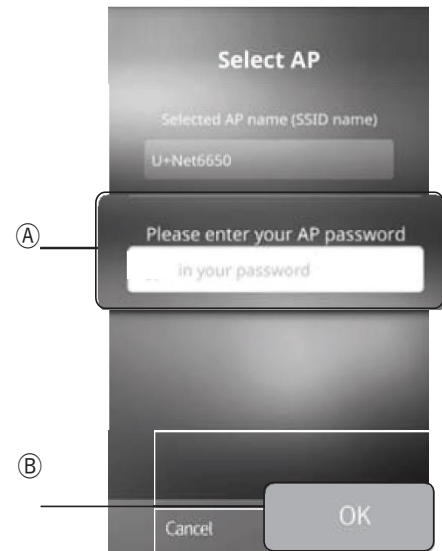 Select AP
Selected AP name (SSID name)
U+Net6650
Ⓐ
Please enter your AP password
in your password
Ⓑ
OK
Cancel